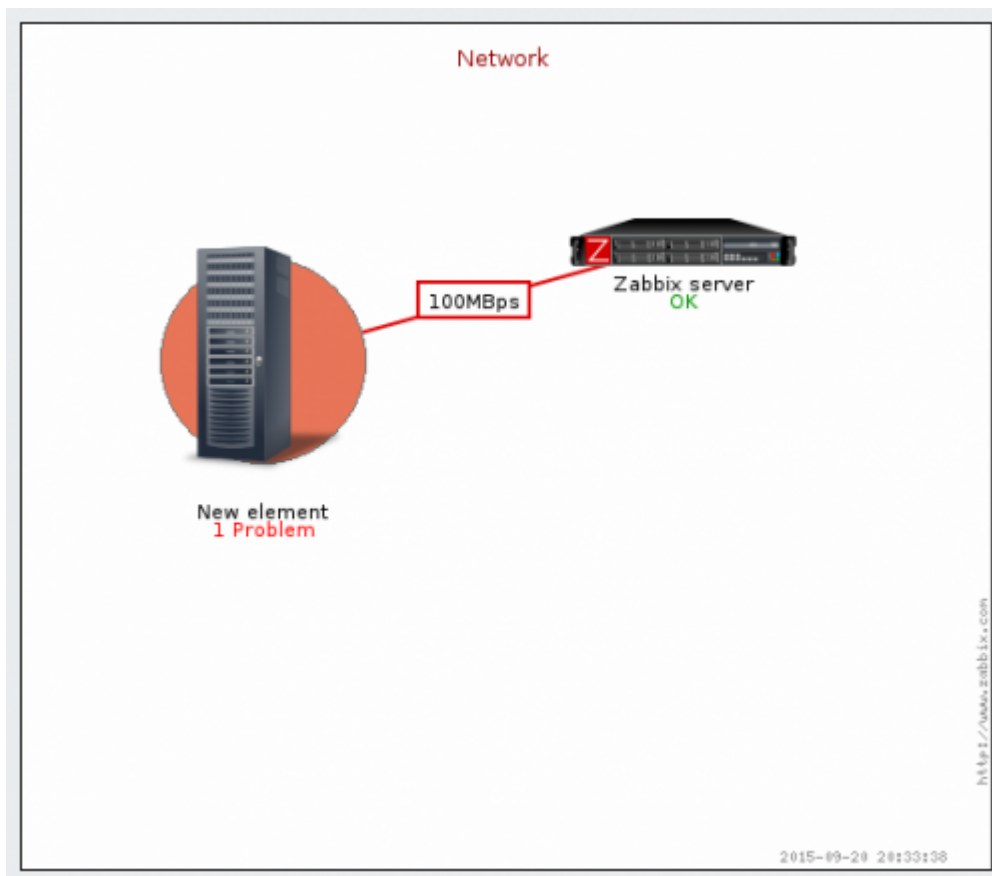 Network
Z
Zabbix server
OK
100MBps
New element
1 Problem
http://www.zabbix.com
2015-09-20 20:33:38